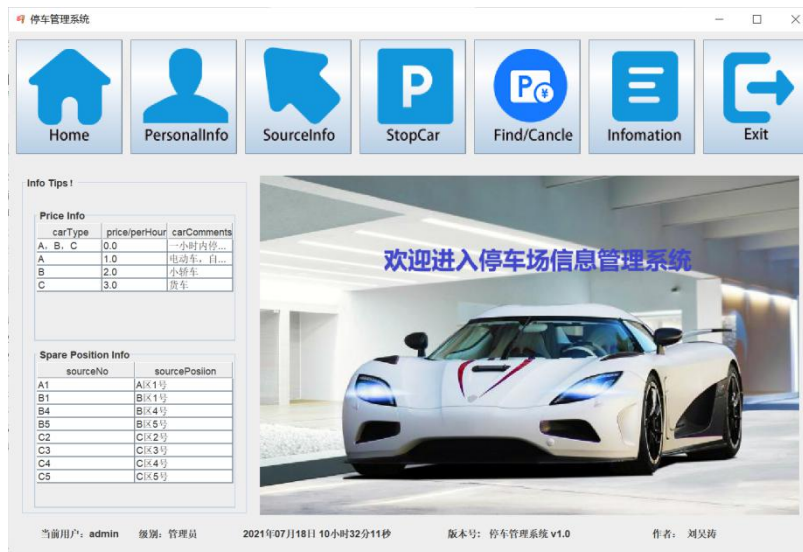 停车管理系统
Home PersonalInfo SourceInfo StopCar Find/Cancle Infomation Exit
Info Tips !
Price Info
carType price/perHour carComments
A、B、C 0.0 一小时内停...
A 1.0 电动车，自...
B 2.0 小轿车
C 3.0 货车
Spare Position Info
sourceNo sourcePosiion
A1 A区1号
B1 B区1号
B4 B区4号
B5 B区5号
C2 C区2号
C3 C区3号
C4 C区4号
C5 C区5号
欢迎进入停车场信息管理系统
当前用户：admin 级别：管理员 2021年07月18日 10小时32分11秒 版本号： 停车管理系统 v1.0 作者： 刘昊涛